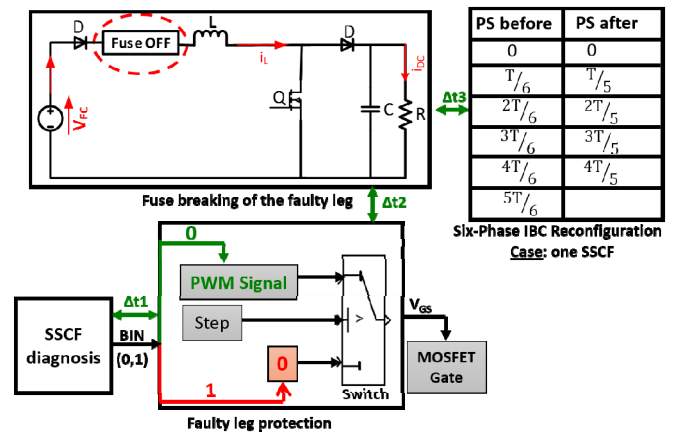 D
Fuse OFF
L
iL
D
iDC
VFC
Q
C
R
Fuse breaking of the faulty leg
Δt3
Δt2
PS before PS after
0 0
T/6 T/5
2T/6 2T/5
3T/6 3T/5
4T/6 4T/5
5T/6
Six-Phase IBC Reconfiguration
Case: one SSCF
SSCF
diagnosis
Δt1
BIN
(0,1)
0
PWM Signal
Step
>
0
1
Switch
VGS
MOSFET
Gate
Faulty leg protection